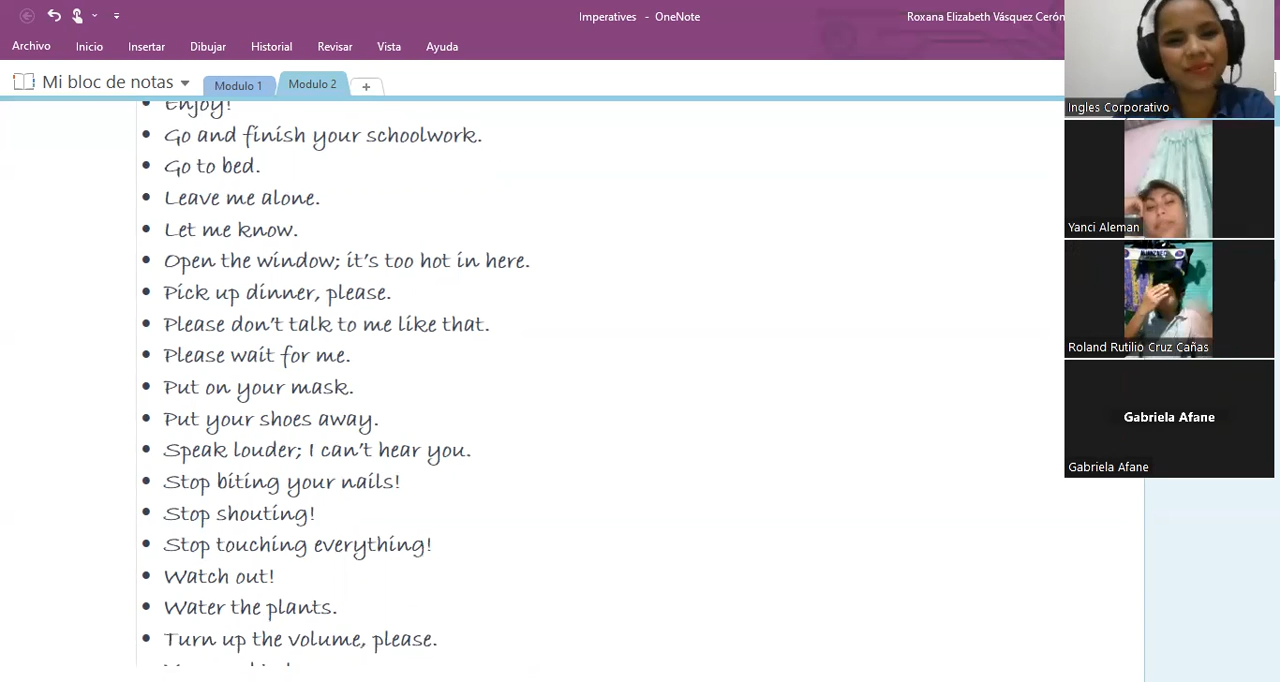 Imperatives - OneNote
Roxana Elizabeth Vásquez Cerón
Archivo Inicio Insertar Dibujar Historial Revisar Vista Ayuda
Mi bloc de notas Modulo 1 Modulo 2 +
Enjoy!
• Go and finish your schoolwork.
• Go to bed.
• Leave me alone.
• Let me know.
• Open the window; it's too hot in here.
• Pick up dinner, please.
• Please don't talk to me like that.
• Please wait for me.
• Put on your mask.
• Put your shoes away.
• Speak louder; I can't hear you.
• Stop biting your nails!
• Stop shouting!
• Stop touching everything!
• Watch out!
• Water the plants.
• Turn up the volume, please.
Ingles Corporativo
Yanci Aleman
Roland Rutilio Cruz Cañas
Gabriela Afane
Gabriela Afane